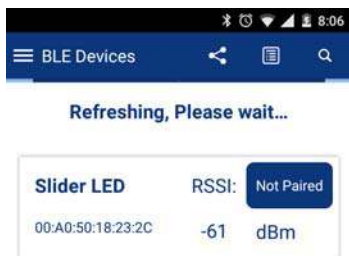 8:06
BLE Devices
Refreshing, Please wait...
Slider LED RSSI: Not Paired
00:A0:50:18:23:2C -61 dBm